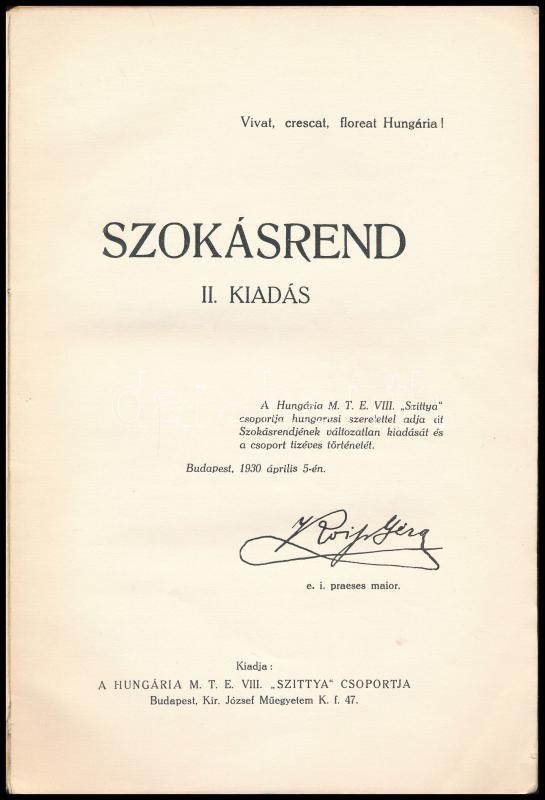 Vivat, crescat, floreat Hungária!
SZOKÁSREND
II. KIADÁS
A Hungária M. T. E. VIII. „Szittya"
csoportja hungarusi szeretettel adja át
Szokásrendjének változatlan kiadását és
a csoport tizéves történetét.
Budapest, 1930 április 5-én.
e. i. praeses maior.
Kiadja:
A HUNGÁRIA M. T. E. VIII. „SZITTYA" CSOPORTJA
Budapest, Kir. József Műegyetem K. f. 47.